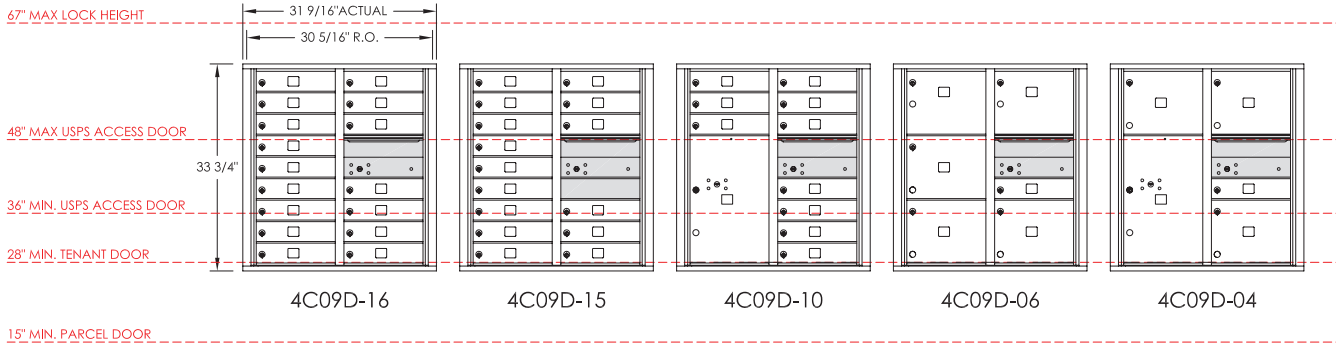 67" MAX LOCK HEIGHT
31 9/16"ACTUAL
30 5/16" R.O.
48" MAX USPS ACCESS DOOR
33 3/4"
36" MIN. USPS ACCESS DOOR
28" MIN. TENANT DOOR
4C09D-16
4C09D-15
4C09D-10
4C09D-06
4C09D-04
15" MIN. PARCEL DOOR